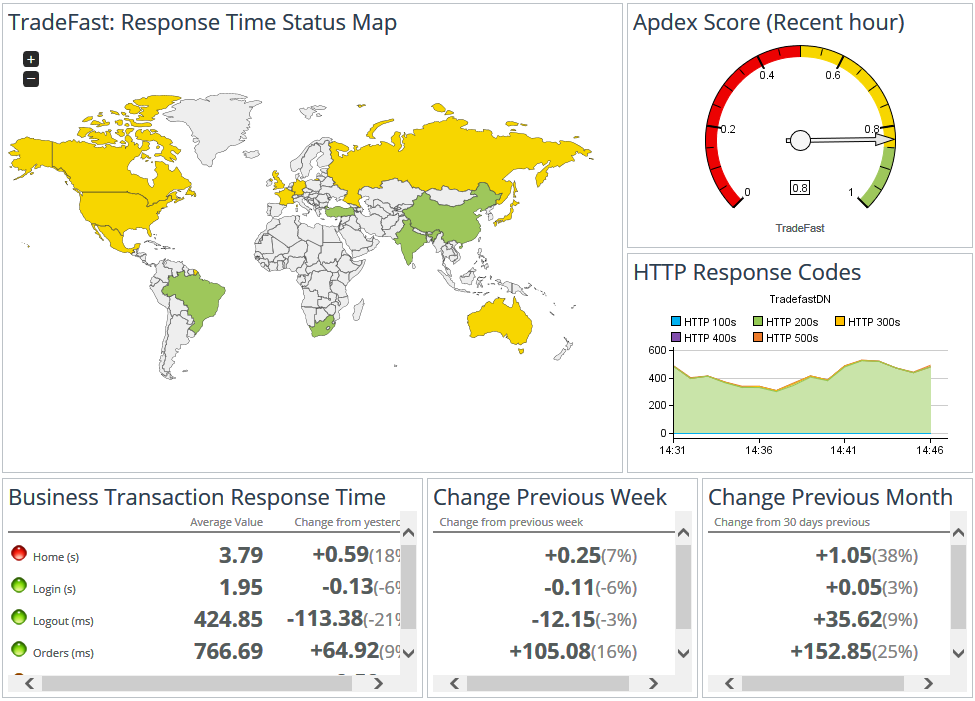 TradeFast: Response Time Status Map
+
−
Apdex Score (Recent hour)
0.4
0.6
0.2
0.8
0
0.8
1
TradeFast
HTTP Response Codes
TradefastDN
HTTP 100s HTTP 200s HTTP 300s
HTTP 400s HTTP 500s
600
400
200
0
14:31 14:36 14:41 14:46
Business Transaction Response Time
Average Value Change from yesterd
Home (s) 3.79 +0.59(18%
Login (s) 1.95 -0.13(-6%
Logout (ms) 424.85 -113.38(-21%
Orders (ms) 766.69 +64.92(9%
Change Previous Week
Change from previous week
+0.25(7%)
-0.11(-6%)
-12.15(-3%)
+105.08(16%)
Change Previous Month
Change from 30 days previous
+1.05(38%)
+0.05(3%)
+35.62(9%)
+152.85(25%)